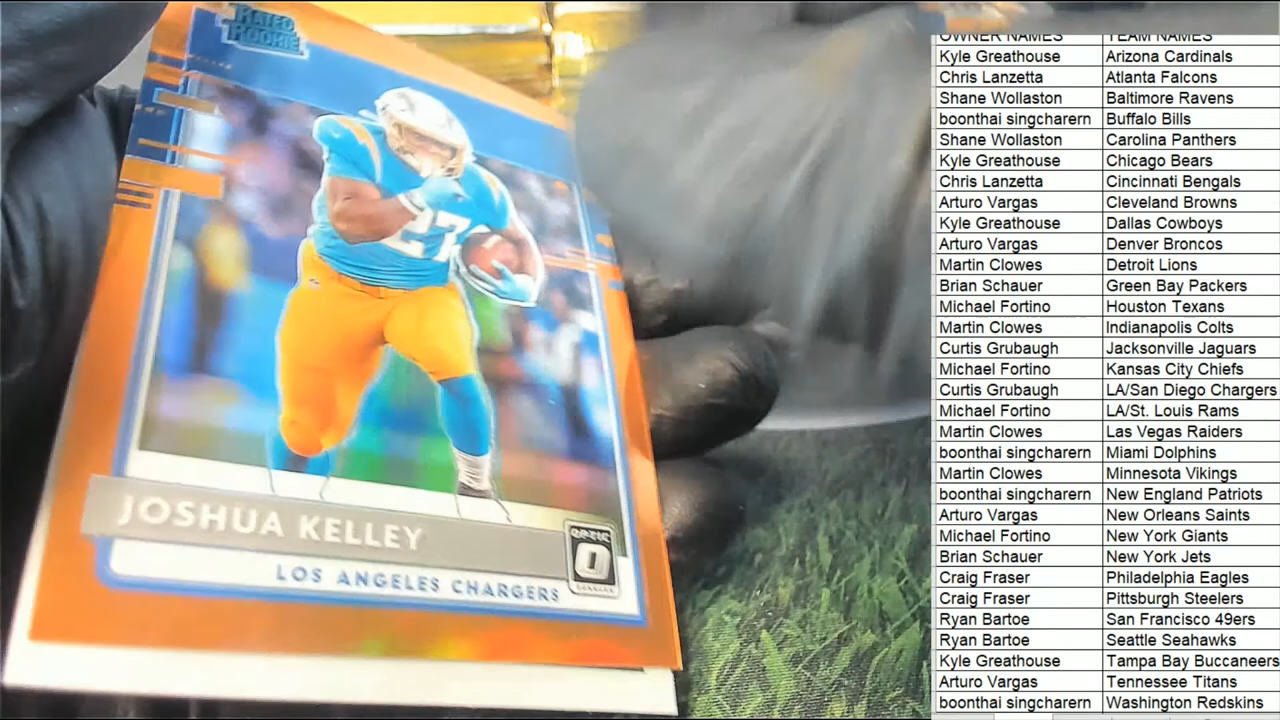 RATED
ROOKIE
27
JOSHUA KELLEY
OPTIC
LOS ANGELES CHARGERS
DONRUSS
OWNER NAMES TEAM NAMES
Kyle Greathouse Arizona Cardinals
Chris Lanzetta Atlanta Falcons
Shane Wollaston Baltimore Ravens
boonthai singcharern Buffalo Bills
Shane Wollaston Carolina Panthers
Kyle Greathouse Chicago Bears
Chris Lanzetta Cincinnati Bengals
Arturo Vargas Cleveland Browns
Kyle Greathouse Dallas Cowboys
Arturo Vargas Denver Broncos
Martin Clowes Detroit Lions
Brian Schauer Green Bay Packers
Michael Fortino Houston Texans
Martin Clowes Indianapolis Colts
Curtis Grubaugh Jacksonville Jaguars
Michael Fortino Kansas City Chiefs
Curtis Grubaugh LA/San Diego Chargers
Michael Fortino LA/St. Louis Rams
Martin Clowes Las Vegas Raiders
boonthai singcharern Miami Dolphins
Martin Clowes Minnesota Vikings
boonthai singcharern New England Patriots
Arturo Vargas New Orleans Saints
Michael Fortino New York Giants
Brian Schauer New York Jets
Craig Fraser Philadelphia Eagles
Craig Fraser Pittsburgh Steelers
Ryan Bartoe San Francisco 49ers
Ryan Bartoe Seattle Seahawks
Kyle Greathouse Tampa Bay Buccaneers
Arturo Vargas Tennessee Titans
boonthai singcharern Washington Redskins